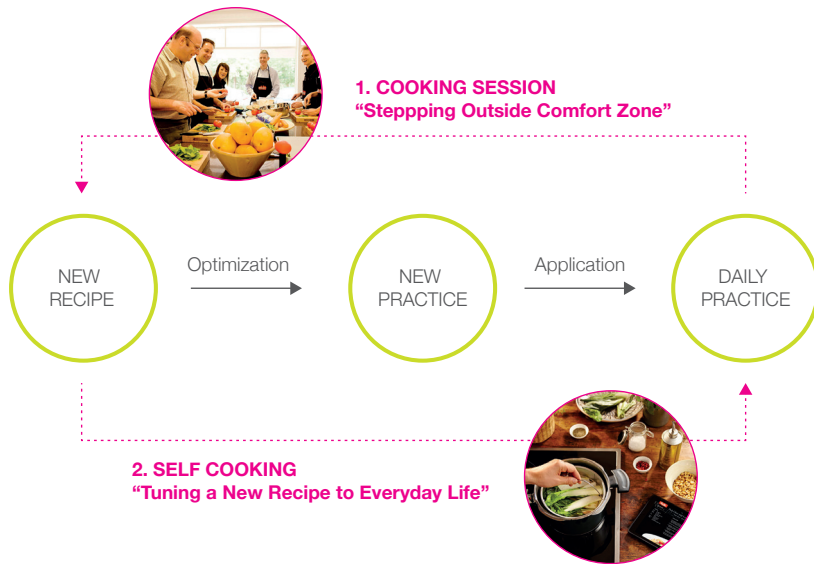 1. COOKING SESSION
“Steppping Outside Comfort Zone”
NEW
RECIPE
Optimization
NEW
PRACTICE
Application
DAILY
PRACTICE
2. SELF COOKING
“Tuning a New Recipe to Everyday Life”